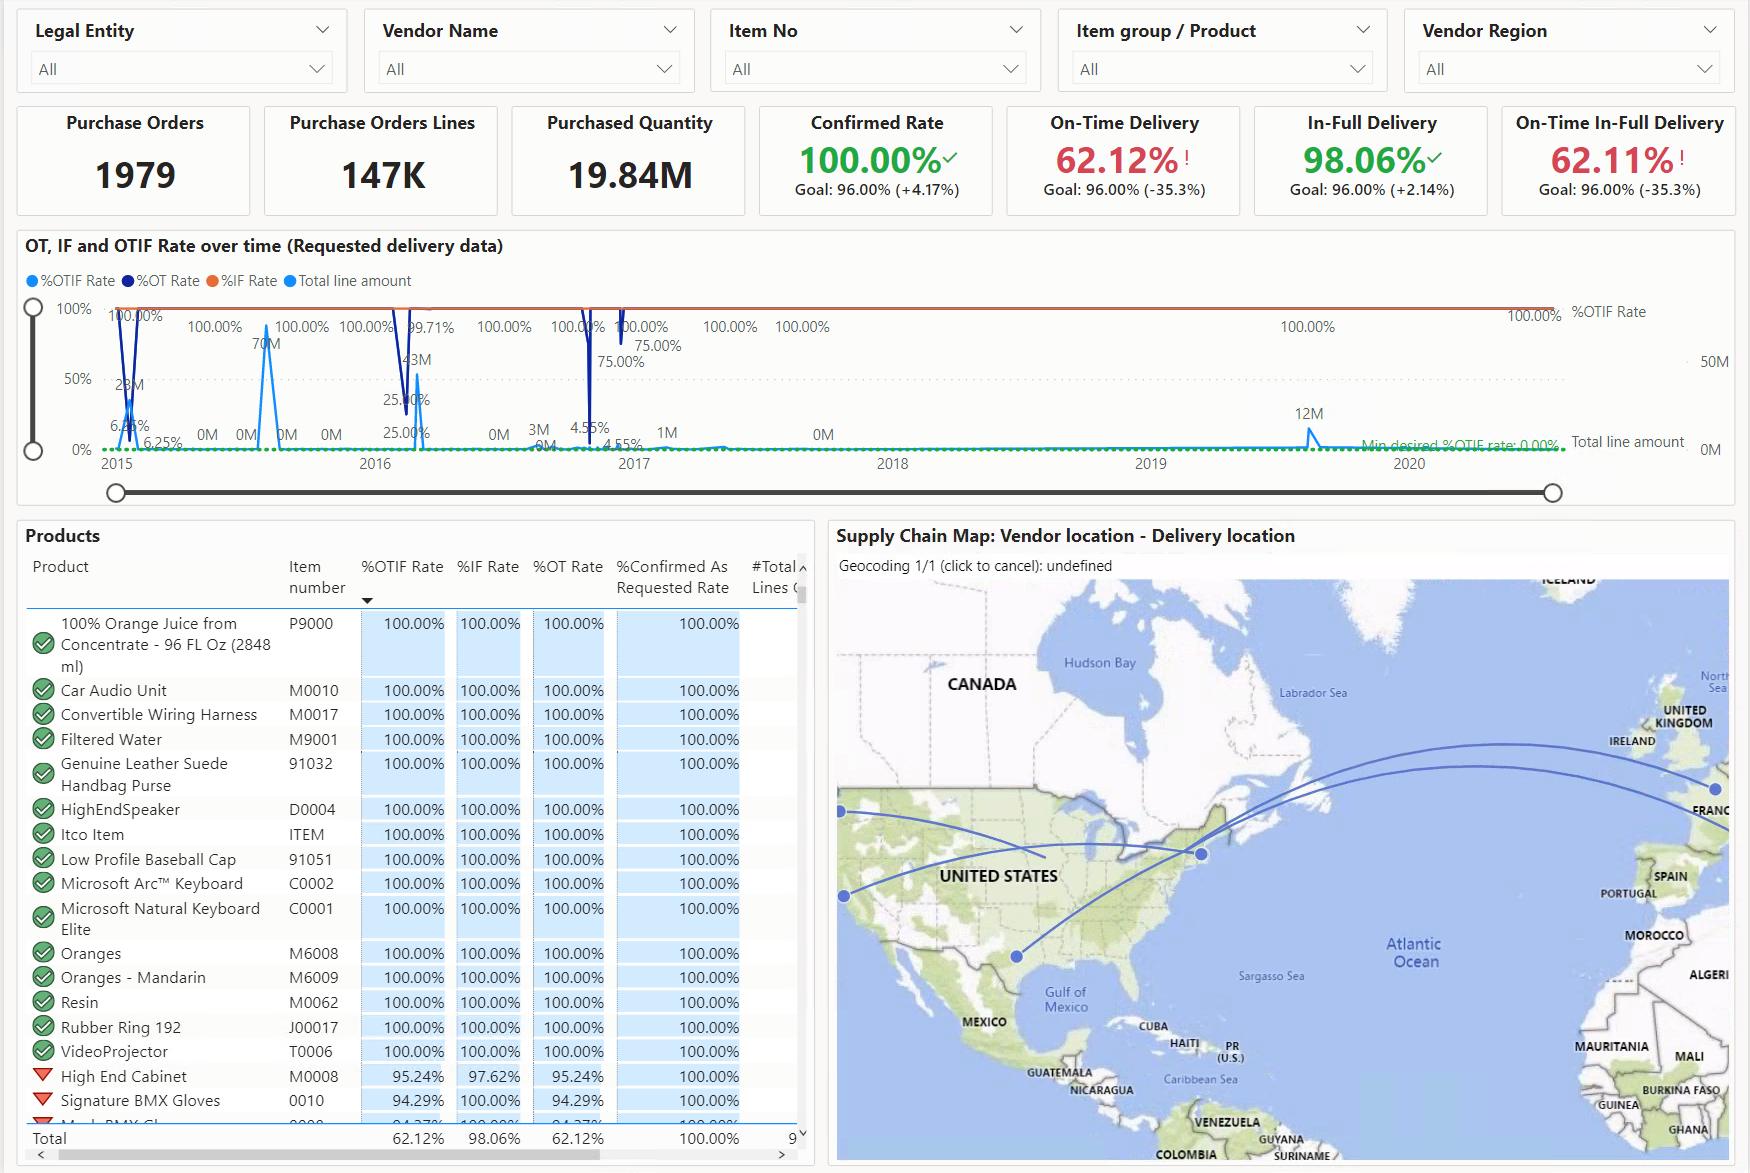 Legal Entity
All
Vendor Name
All
Item No
All
Item group / Product
All
Vendor Region
All
Purchase Orders
1979
Purchase Orders Lines
147K
Purchased Quantity
19.84M
Confirmed Rate
100.00%
Goal: 96.00% (+4.17%)
On-Time Delivery
62.12% !
Goal: 96.00% (-35.3%)
In-Full Delivery
98.06%
Goal: 96.00% (+2.14%)
On-Time In-Full Delivery
62.11% !
Goal: 96.00% (-35.3%)
OT, IF and OTIF Rate over time (Requested delivery data)
%OTIF Rate %OT Rate %IF Rate Total line amount
100%
50%
0%
100.00%
100.00% 100.00% 100.00% 99.71% 100.00% 100.00% 100.00% 100.00% 100.00% 100.00%
100.00%
%OTIF Rate
70M
75.00%
75.00%
43M
50M
28M
25.00%
12M
6.25%
6.25%
0M 0M 0M 0M
25.00%
0M
3M
0M
4.55%
4.55%
1M
0M
Min desired %OTIF rate: 0.00%
Total line amount
0M
2015 2016 2017 2018 2019 2020
Products
Product Item number %OTIF Rate %IF Rate %OT Rate %Confirmed As Requested Rate #Total Lines
100% Orange Juice from Concentrate - 96 FL Oz (2848 ml) P9000 100.00% 100.00% 100.00% 100.00%
Car Audio Unit M0010 100.00% 100.00% 100.00% 100.00%
Convertible Wiring Harness M0017 100.00% 100.00% 100.00% 100.00%
Filtered Water M9001 100.00% 100.00% 100.00% 100.00%
Genuine Leather Suede Handbag Purse 91032 100.00% 100.00% 100.00% 100.00%
HighEndSpeaker D0004 100.00% 100.00% 100.00% 100.00%
Itco Item ITEM 100.00% 100.00% 100.00% 100.00%
Low Profile Baseball Cap 91051 100.00% 100.00% 100.00% 100.00%
Microsoft Arc™ Keyboard C0002 100.00% 100.00% 100.00% 100.00%
Microsoft Natural Keyboard Elite C0001 100.00% 100.00% 100.00% 100.00%
Oranges M6008 100.00% 100.00% 100.00% 100.00%
Oranges - Mandarin M6009 100.00% 100.00% 100.00% 100.00%
Resin M0062 100.00% 100.00% 100.00% 100.00%
Rubber Ring 192 J00017 100.00% 100.00% 100.00% 100.00%
VideoProjector T0006 100.00% 100.00% 100.00% 100.00%
High End Cabinet M0008 95.24% 97.62% 95.24% 100.00%
Signature BMX Gloves 0010 94.29% 100.00% 94.29% 100.00%
Total 62.12% 98.06% 62.12% 100.00% 9
Supply Chain Map: Vendor location - Delivery location
Geocoding 1/1 (click to cancel): undefined
ICELAND
Hudson Bay
CANADA
Labrador Sea
North Sea
UNITED KINGDOM
IRELAND
FRANC
UNITED STATES
SPAIN
PORTUGAL
Atlantic Ocean
MOROCCO
Sargasso Sea
ALGERI
Gulf of Mexico
MEXICO
CUBA
HAITI
PR (U.S.)
MAURITANIA
MALI
GUATEMALA
Caribbean Sea
NICARAGUA
BURKINA FASO
GUINEA
VENEZUELA
GHANA
GUYANA
COLOMBIA
SURINAME